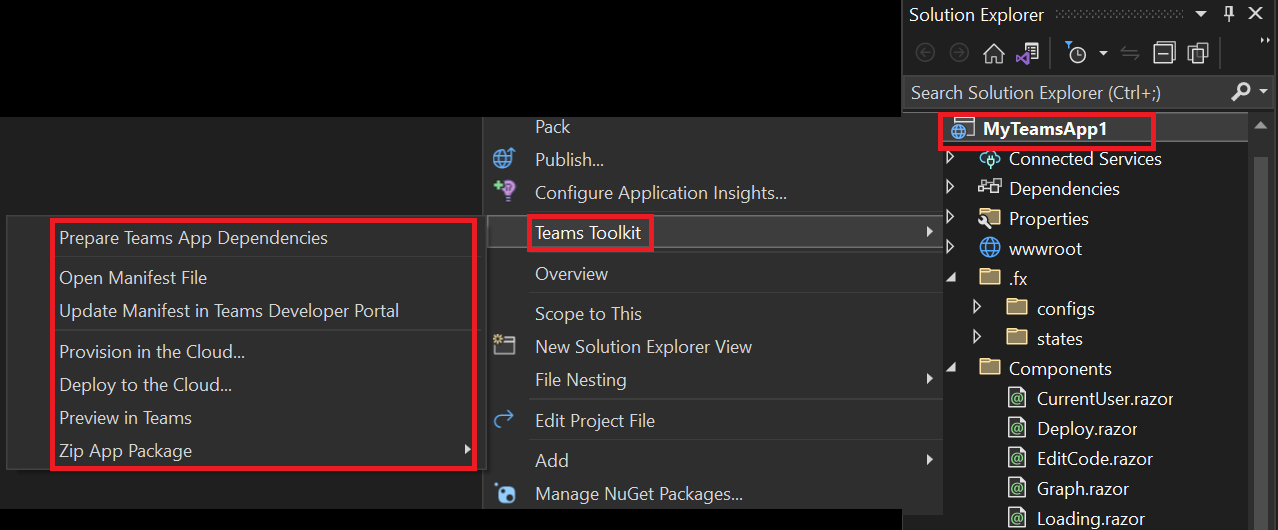 Solution Explorer
Search Solution Explorer (Ctrl+;)
MyTeamsApp1
Connected Services
Dependencies
Properties
wwwroot
.fx
configs
states
Components
CurrentUser.razor
Deploy.razor
EditCode.razor
Graph.razor
Loading.razor
Pack
Publish...
Configure Application Insights...
Teams Toolkit
Overview
Scope to This
New Solution Explorer View
File Nesting
Edit Project File
Add
Manage NuGet Packages...
Prepare Teams App Dependencies
Open Manifest File
Update Manifest in Teams Developer Portal
Provision in the Cloud...
Deploy to the Cloud...
Preview in Teams
Zip App Package